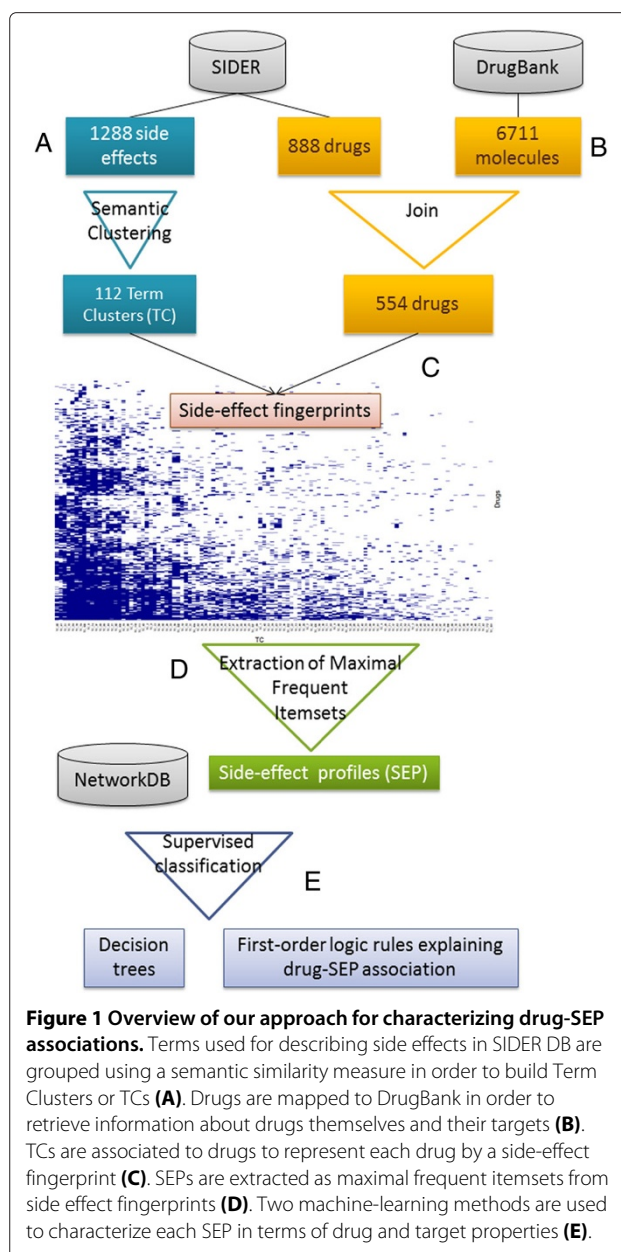 SIDER
DrugBank
A
1288 side
effects
888 drugs
6711
molecules
B
Semantic
Clustering
Join
112 Term
Clusters (TC)
554 drugs
C
Side-effect fingerprints
Drugs
TC
D
Extraction of Maximal
Frequent
Itemsets
NetworkDB
Side-effect profiles (SEP)
Supervised
classification
E
Decision
trees
First-order logic rules explaining
drug-SEP association
Figure 1 Overview of our approach for characterizing drug-SEP
associations. Terms used for describing side effects in SIDER DB are
grouped using a semantic similarity measure in order to build Term
Clusters or TCs (A). Drugs are mapped to DrugBank in order to
retrieve information about drugs themselves and their targets (B).
TCs are associated to drugs to represent each drug by a side-effect
fingerprint (C). SEPs are extracted as maximal frequent itemsets from
side effect fingerprints (D). Two machine-learning methods are used
to characterize each SEP in terms of drug and target properties (E).